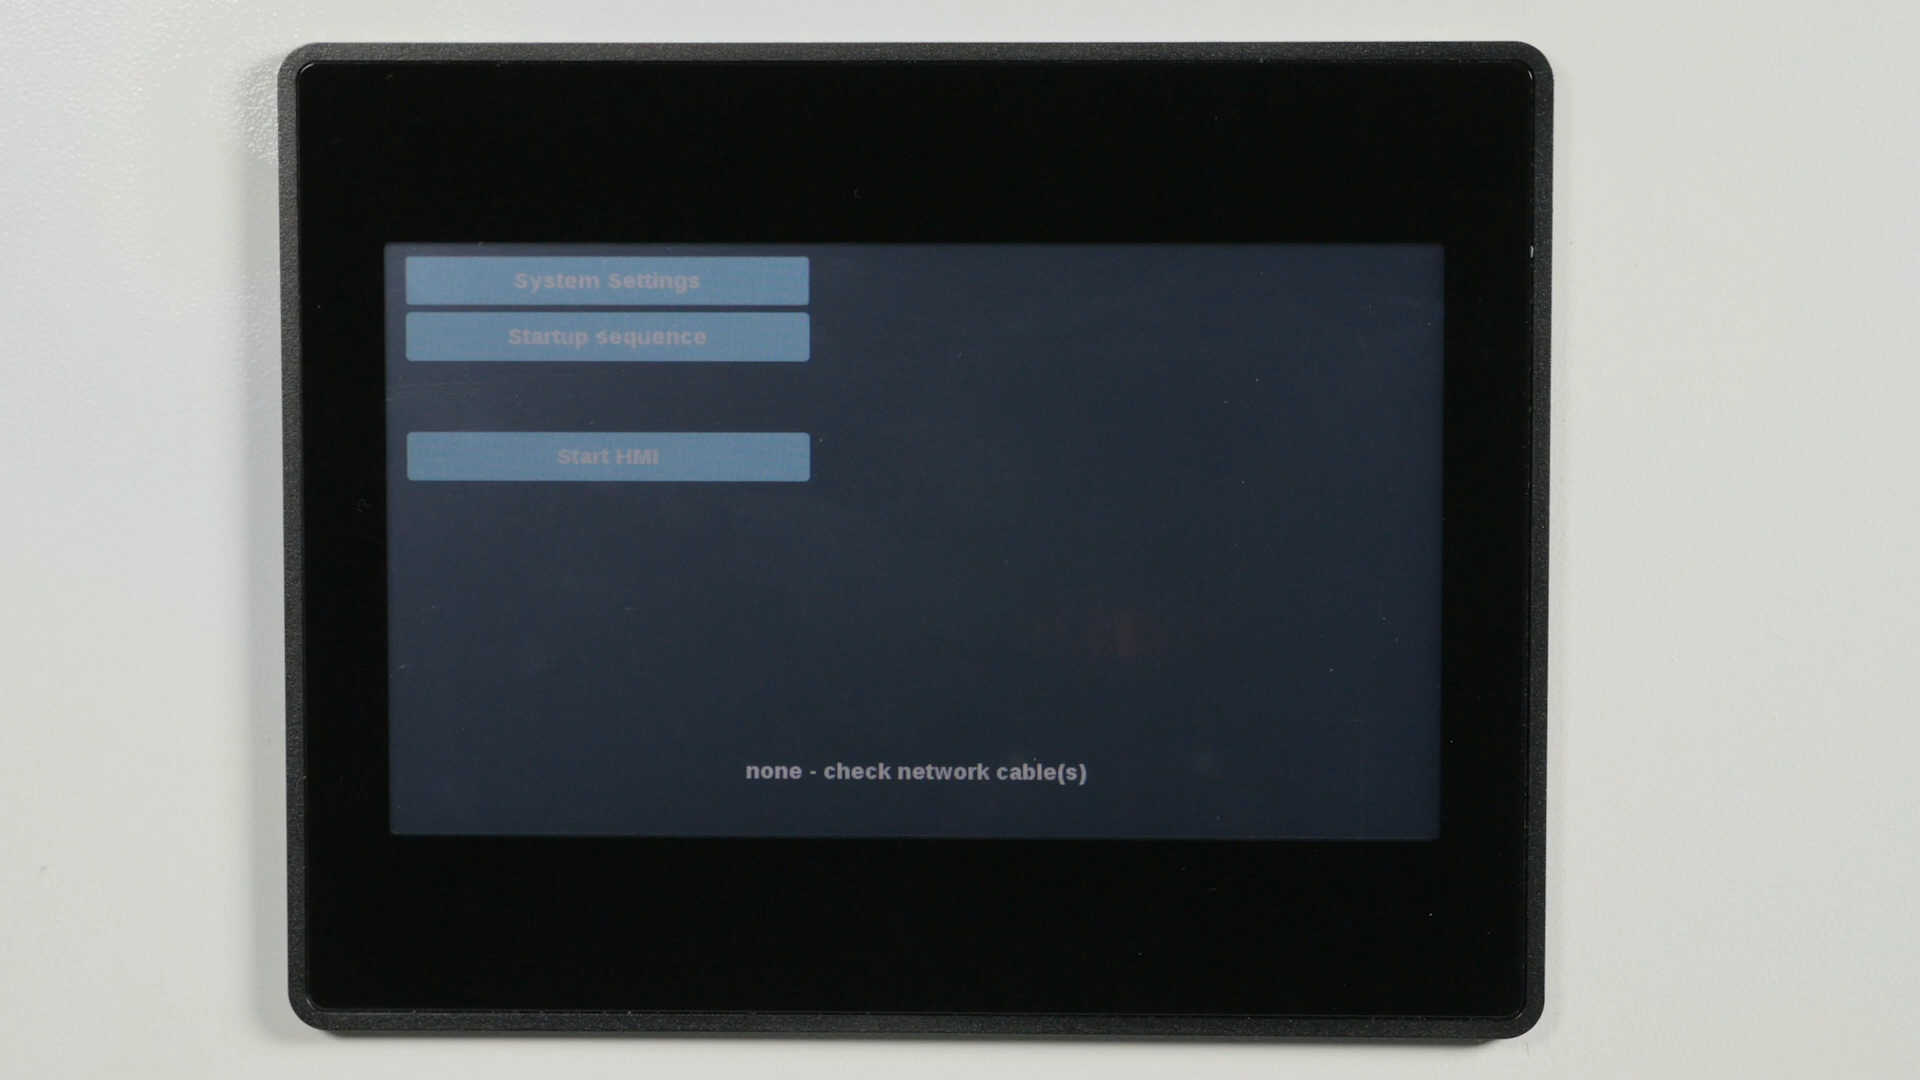 System Settings
Startup sequence
Start HMI
none - check network cable(s)